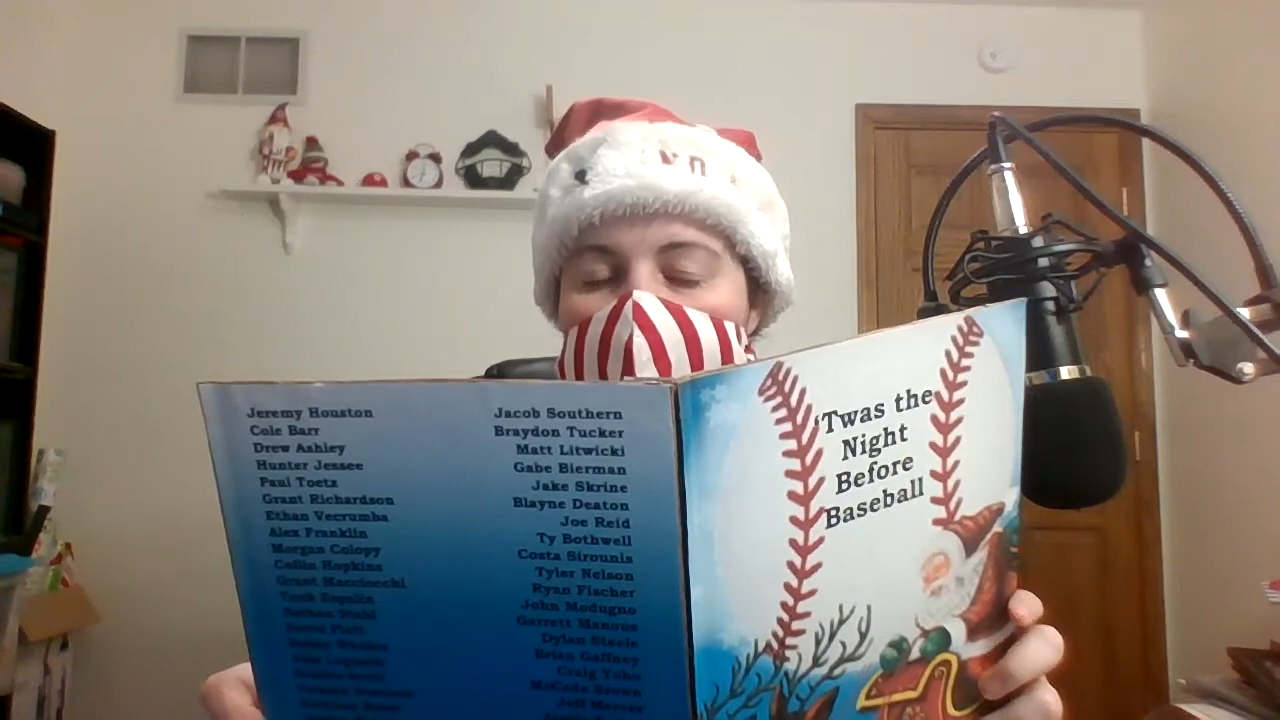 Jeremy Houston
Cole Barr
Drew Ashley
Hunter Jessee
Paul Toetz
Grant Richardson
Ethan Vecrumba
Alex Franklin
Morgan Colopy
Collin Hopkins
Grant Macciocchi
Jacob Southern
Braydon Tucker
Matt Litwicki
Gabe Bierman
Jake Skrine
Blayne Deaton
Joe Reid
Ty Bothwell
Costa Sirounis
Tyler Nelson
Ryan Fischer
John Modugno
Garrett Manous
Dylan Steele
Brian Gaffney
Craig Yoho
McCade Brown
Jeff Mercer
'Twas the
Night
Before
Baseball